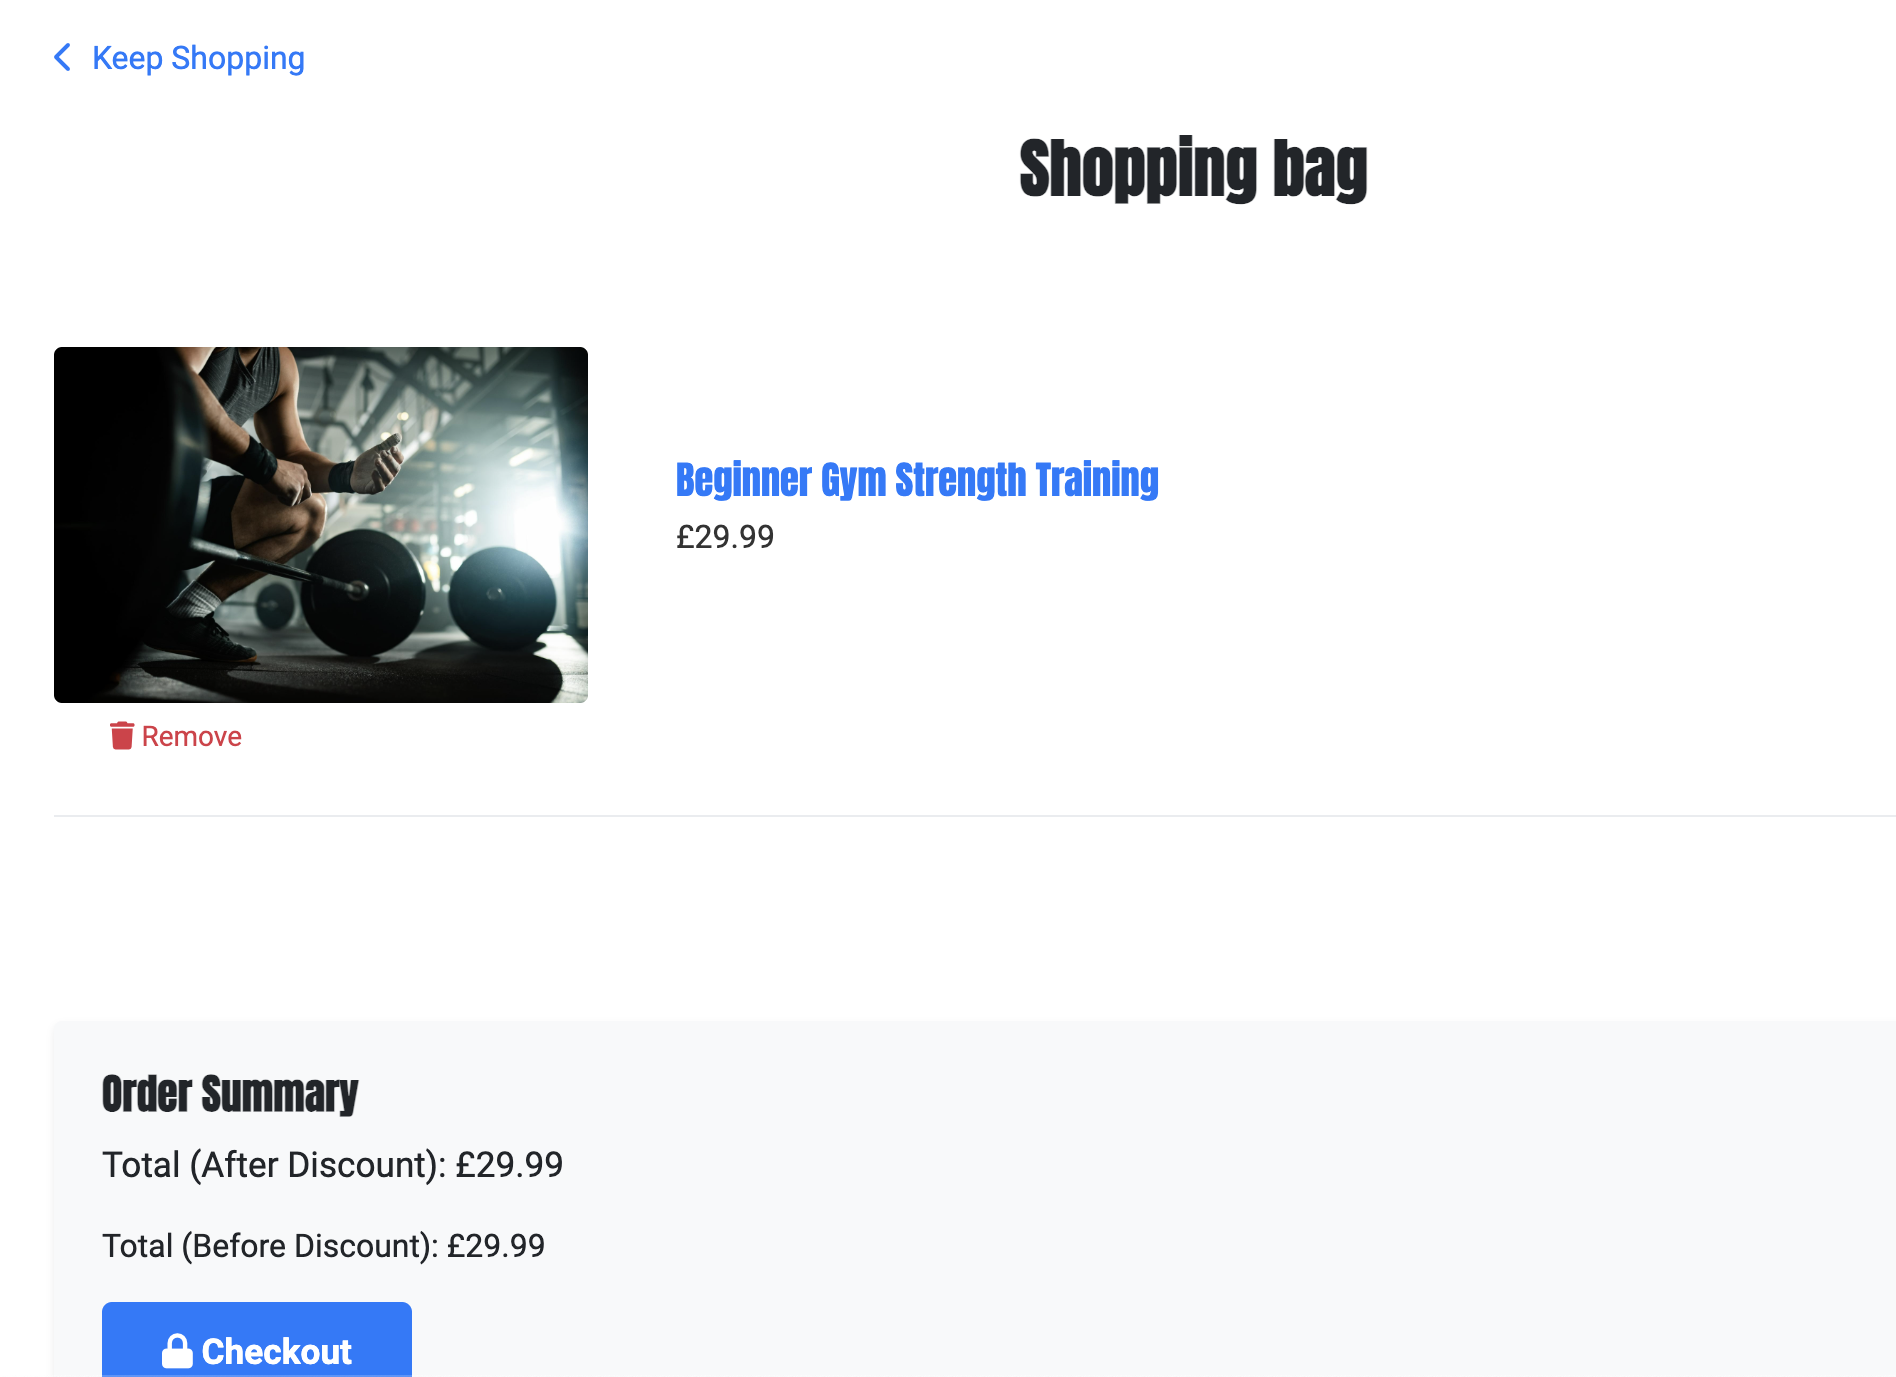 Keep Shopping
Shopping bag
Beginner Gym Strength Training
£29.99
Remove
Order Summary
Total (After Discount): £29.99
Total (Before Discount): £29.99
Checkout